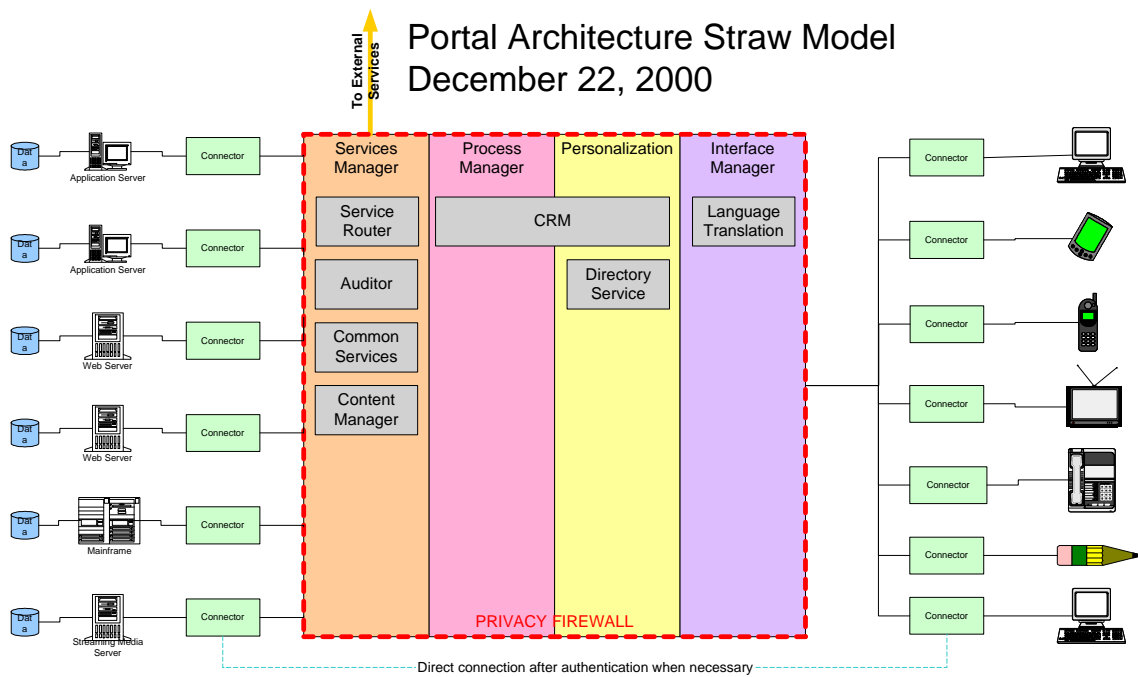 To External
Services
Portal Architecture Straw Model
December 22, 2000
Services
Manager
Process
Manager
Personalization
Interface
Manager
Service
Router
CRM
Language
Translation
Auditor
Directory
Service
Common
Services
Content
Manager
PRIVACY FIREWALL
Dat
a
Application Server
Connector
Dat
a
Application Server
Connector
Dat
a
Web Server
Connector
Dat
a
Web Server
Connector
Dat
a
Mainframe
Connector
Dat
a
Streaming Media
Server
Connector
Connector
Connector
Connector
Connector
Connector
Connector
Connector
Direct connection after authentication when necessary